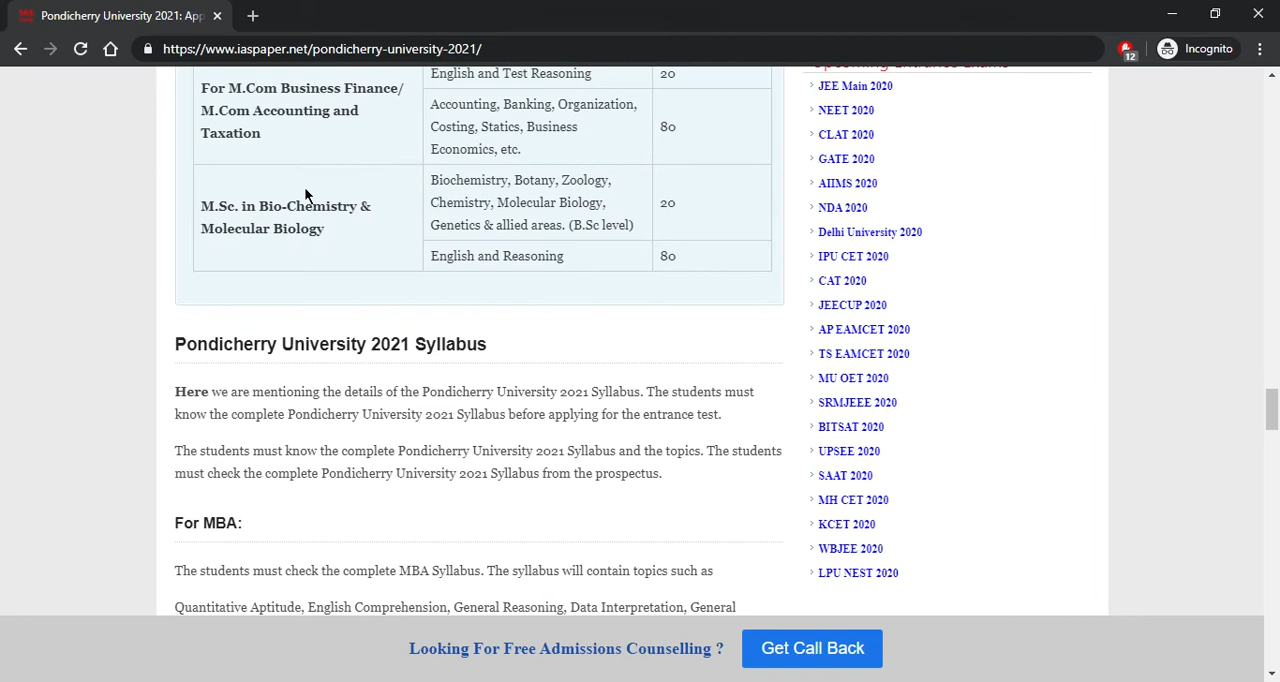 Pondicherry University 2021: App
https://www.iaspaper.net/pondicherry-university-2021/
12
Incognito
For M.Com Business Finance/
M.Com Accounting and
Taxation
English and Test Reasoning
20
Accounting, Banking, Organization,
Costing, Statics, Business
Economics, etc.
80
M.Sc. in Bio-Chemistry &
Molecular Biology
Biochemistry, Botany, Zoology,
Chemistry, Molecular Biology,
Genetics & allied areas. (B.Sc level)
20
English and Reasoning
80
Pondicherry University 2021 Syllabus
Here we are mentioning the details of the Pondicherry University 2021 Syllabus. The students must
know the complete Pondicherry University 2021 Syllabus before applying for the entrance test.
The students must know the complete Pondicherry University 2021 Syllabus and the topics. The students
must check the complete Pondicherry University 2021 Syllabus from the prospectus.
For MBA:
The students must check the complete MBA Syllabus. The syllabus will contain topics such as
Quantitative Aptitude, English Comprehension, General Reasoning, Data Interpretation, General
Upcoming Entrance Exams
JEE Main 2020
NEET 2020
CLAT 2020
GATE 2020
AIIMS 2020
NDA 2020
Delhi University 2020
IPU CET 2020
CAT 2020
JEECUP 2020
AP EAMCET 2020
TS EAMCET 2020
MU OET 2020
SRMJEEE 2020
BITSAT 2020
UPSEE 2020
SAAT 2020
MH CET 2020
KCET 2020
WBJEE 2020
LPU NEST 2020
Looking For Free Admissions Counselling ?
Get Call Back